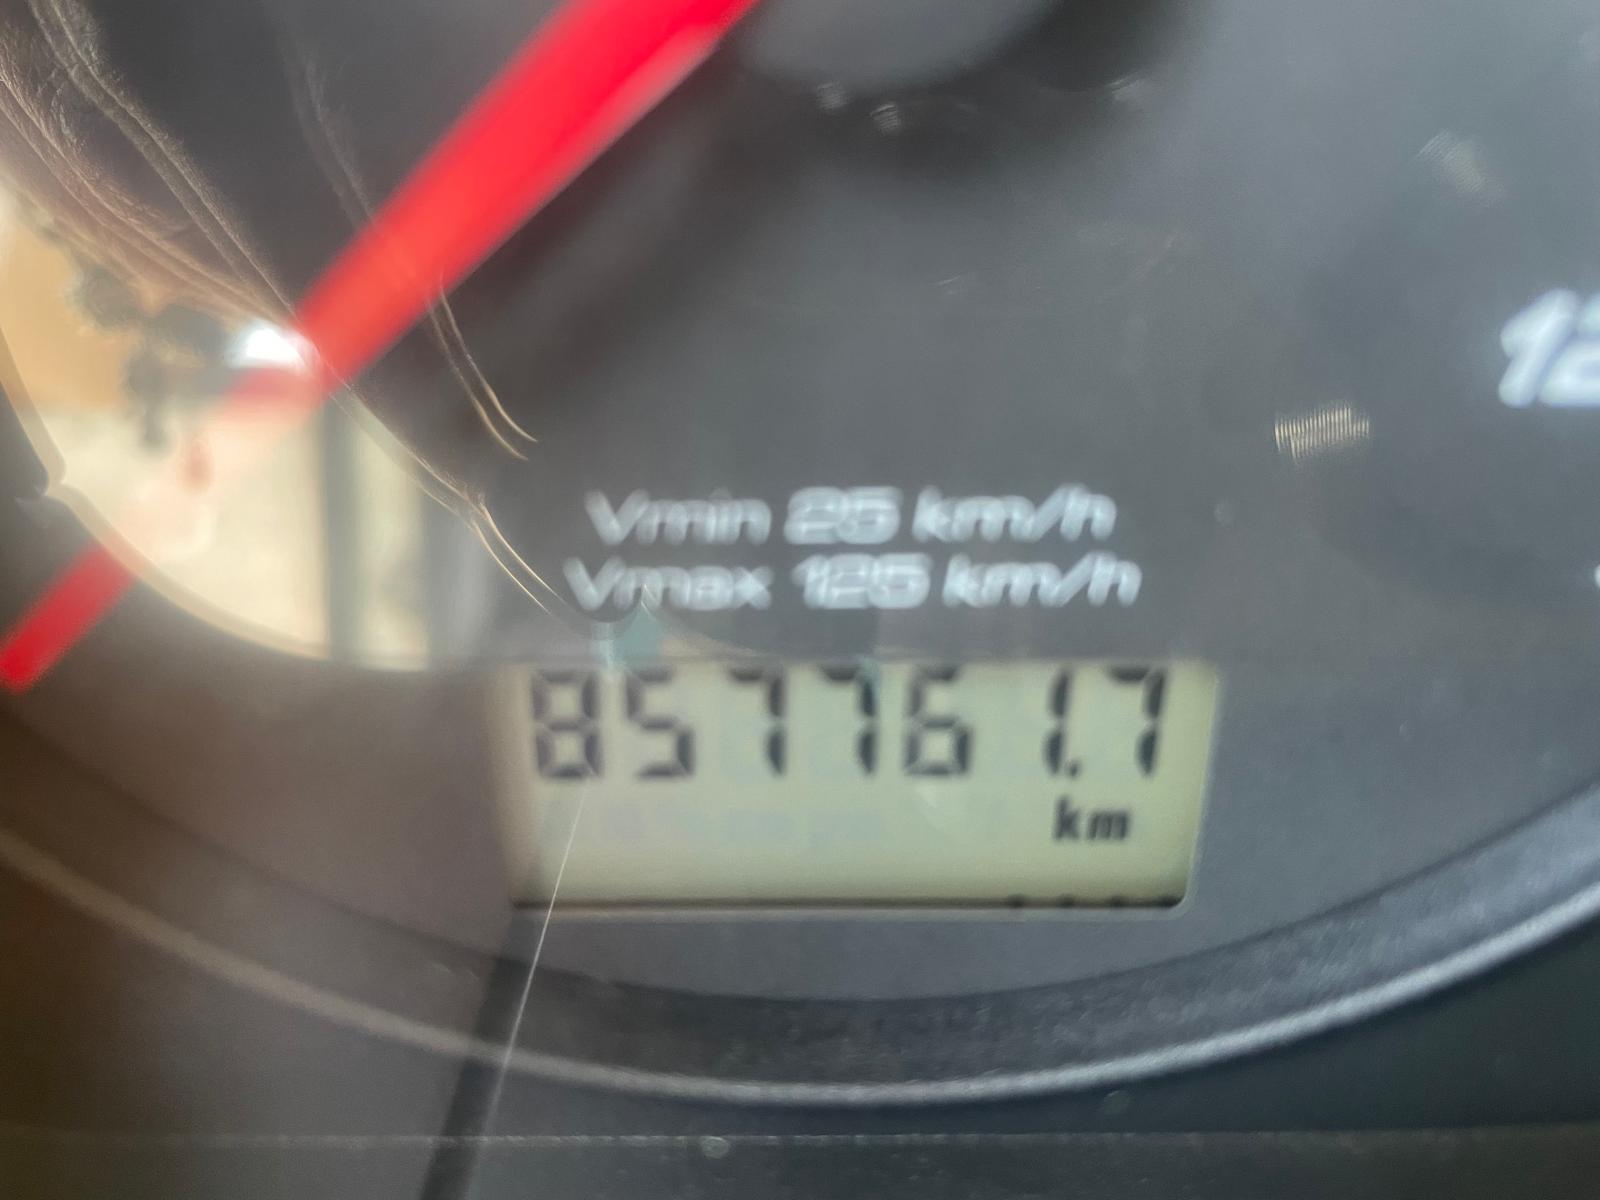 Vmin 25 km/h
Vmax 125 km/h
857761.7
km